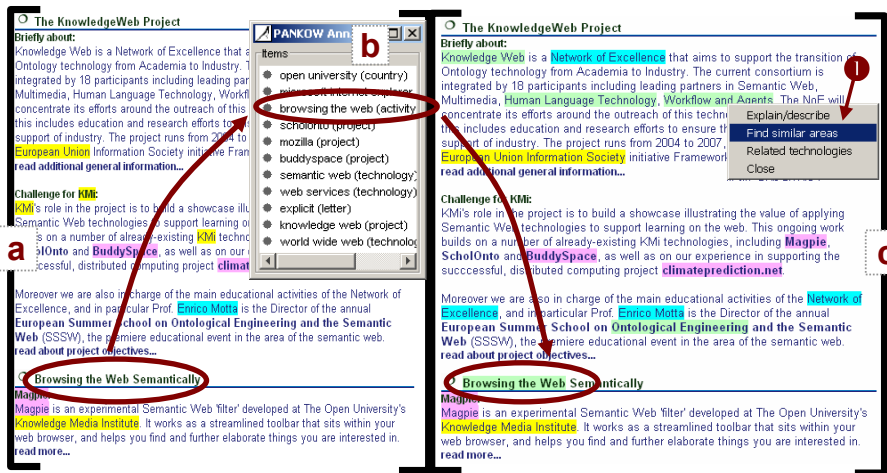 The KnowledgeWeb Project
Briefly about:
Knowledge Web is a Network of Excellence that a
Ontology technology from Academia to Industry. T
integrated by 18 participants including leading par
Multimedia, Human Language Technology, Workfl
concentrate its efforts around the outreach of this
this includes education and research efforts to
support of industry. The project runs from 2004 to
European Union Information Society initiative Fram
read additional general information...
Challenge for KMi:
KMi's role in the project is to build a showcase illu
Semantic Web technologies to support learning on
s on a number of already-existing KMi techno
olOnto and BuddySpace, as well as on our
ccessful, distributed computing project climat
Moreover we are also in charge of the main educational activities of the Network of
Excellence, and in particular Prof. Enrico Motta is the Director of the annual
European Summer School on Ontological Engineering and the Semantic
Web (SSSW), the premiere educational event in the area of the semantic web.
read about project objectives...
Browsing the Web Semantically
Magpie:
Magpie is an experimental Semantic Web 'filter' developed at The Open University's
Knowledge Media Institute. It works as a streamlined toolbar that sits within your
web browser, and helps you find and further elaborate things you are interested in.
read more...
a
PANKOW Ann
b
Items
open university (country)
microsoft internet explorer
browsing the web (activity
scholonto (project)
mozilla (project)
buddyspace (project)
semantic web (technology)
web services (technology)
explicit (letter)
knowledge web (project)
world wide web (technolog
The KnowledgeWeb Project
Briefly about:
Knowledge Web is a Network of Excellence that aims to support the transition of
Ontology technology from Academia to Industry. The current consortium is
integrated by 18 participants including leading partners in Semantic Web,
Multimedia, Human Language Technology, Workflow and Agents. The NoE will
concentrate its efforts around the outreach of this techn
this includes education and research efforts to ensure th
support of industry. The project runs from 2004 to 2007,
European Union Information Society initiative Framework
read additional general information...
1
Explain/describe
Find similar areas
Related technologies
Close
Challenge for KMi:
KMi's role in the project is to build a showcase illustrating the value of applying
Semantic Web technologies to support learning on the web. This ongoing work
builds on a number of already-existing KMi technologies, including Magpie,
ScholOnto and BuddySpace, as well as on our experience in supporting the
succcessful, distributed computing project climateprediction.net.
Moreover we are also in charge of the main educational activities of the Network of
Excellence, and in particular Prof. Enrico Motta is the Director of the annual
European Summer School on Ontological Engineering and the Semantic
Web (SSSW), the premiere educational event in the area of the semantic web.
read about project objectives...
Browsing the Web Semantically
Magpie:
Magpie is an experimental Semantic Web 'filter' developed at The Open University's
Knowledge Media Institute. It works as a streamlined toolbar that sits within your
web browser, and helps you find and further elaborate things you are interested in.
read more...